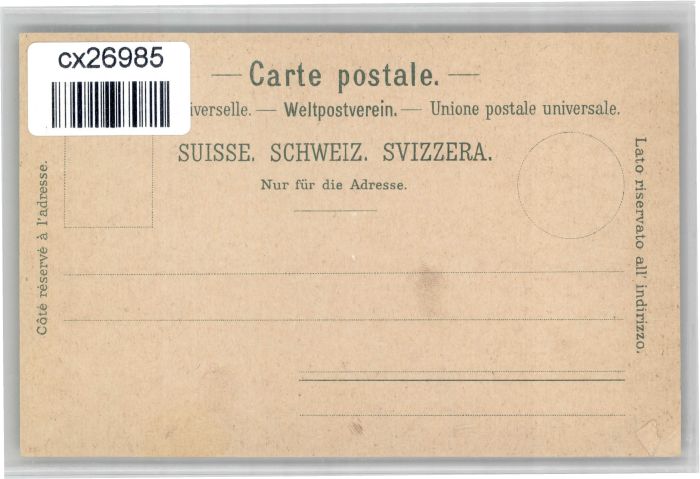 cx26985
— Carte postale. —
iverselle. — Weltpostverein. — Unione postale universale.
SUISSE. SCHWEIZ. SVIZZERA.
Nur für die Adresse.
Côté réservé à l'adresse.
Lato riservato all' indirizzo.